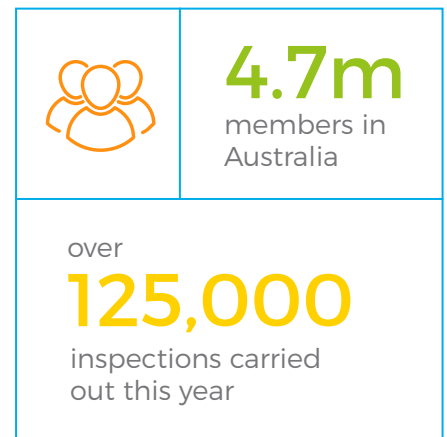 4.7m
members in
Australia
over
125,000
inspections carried
out this year